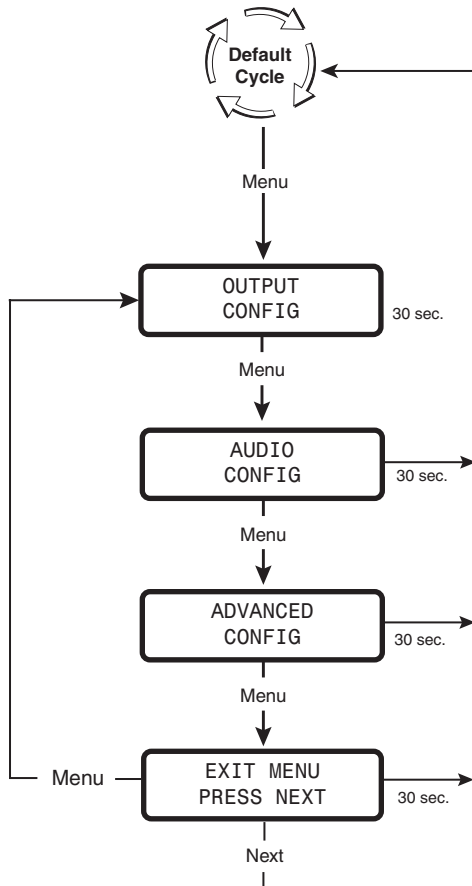 Default
Cycle
Menu
OUTPUT
CONFIG
30 sec.
Menu
AUDIO
CONFIG
30 sec.
Menu
ADVANCED
CONFIG
30 sec.
Menu
Menu
EXIT MENU
PRESS NEXT
30 sec.
Next